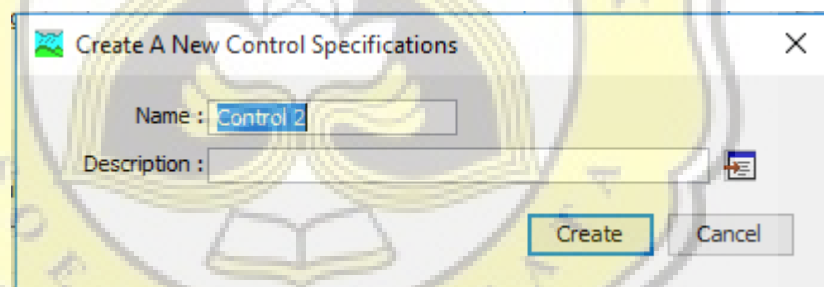 Create A New Control Specifications
Name : Control 2
Description :
Create Cancel